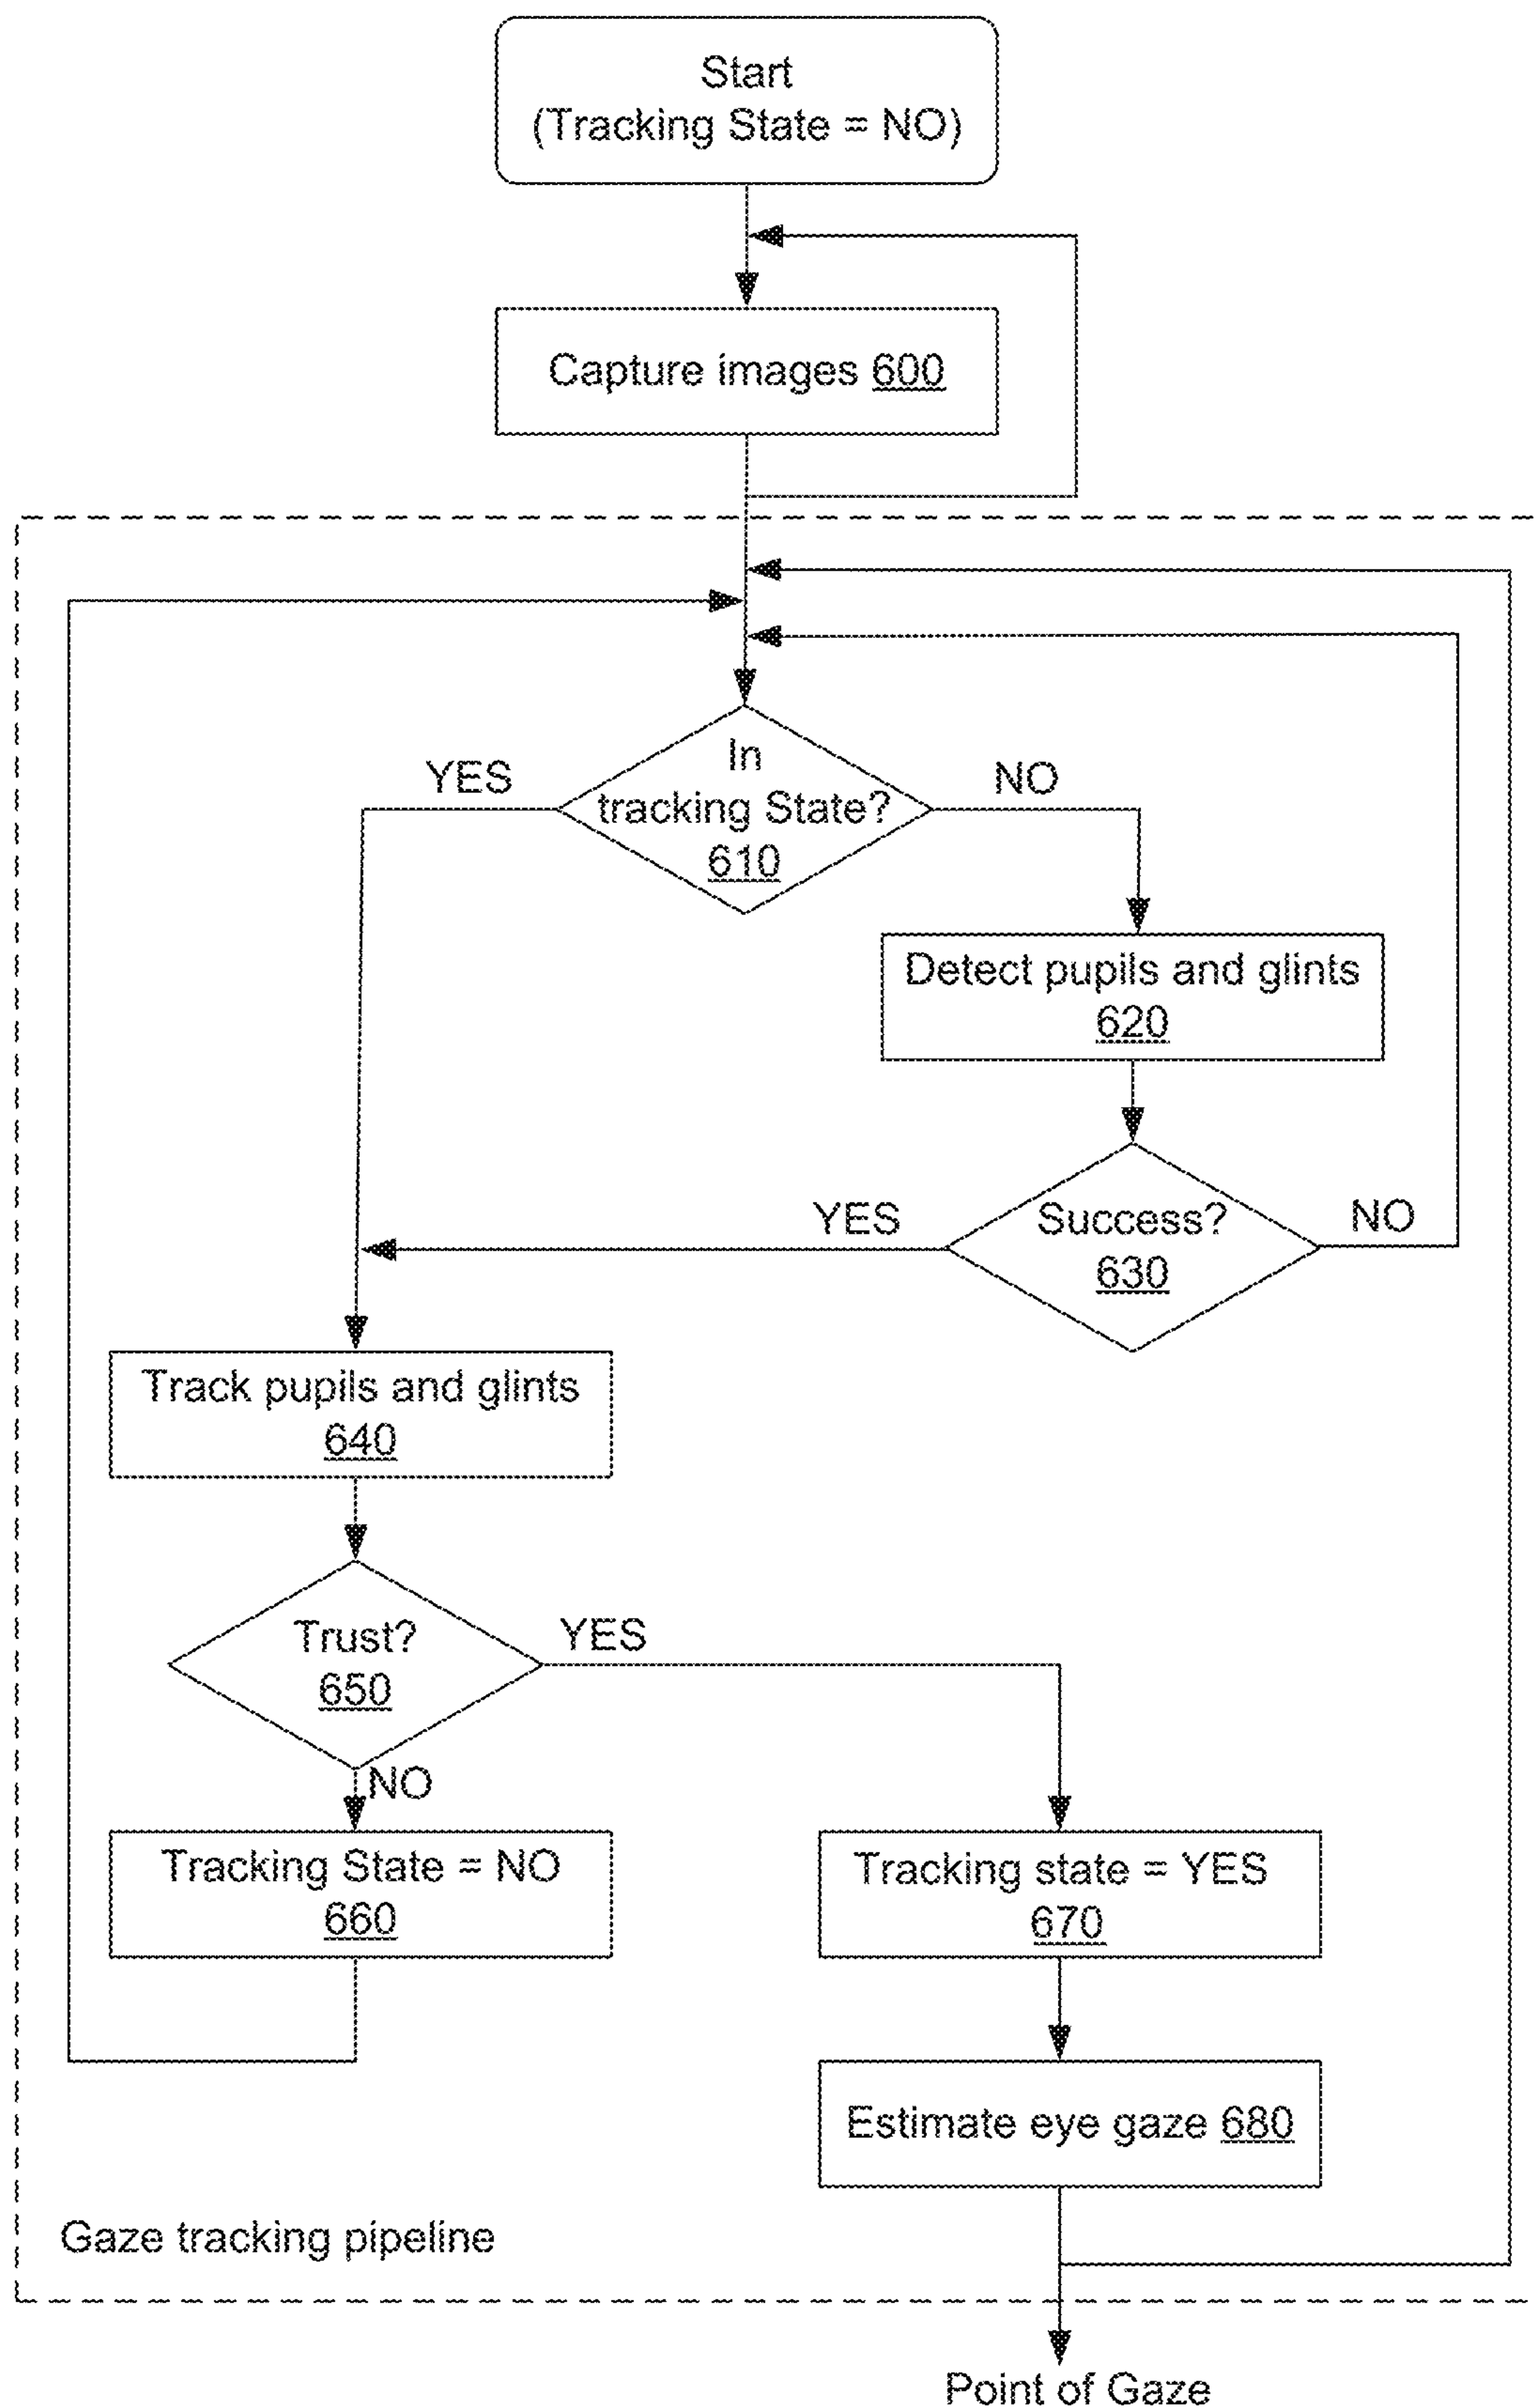 Start
(Tracking State = NO)
Capture images 600
In
tracking State?
610
YES
NO
Detect pupils and glints
620
Success?
630
YES
NO
Track pupils and glints
640
Trust?
650
YES
NO
Tracking State = NO
660
Tracking state = YES
670
Estimate eye gaze 680
Gaze tracking pipeline
Point of Gaze